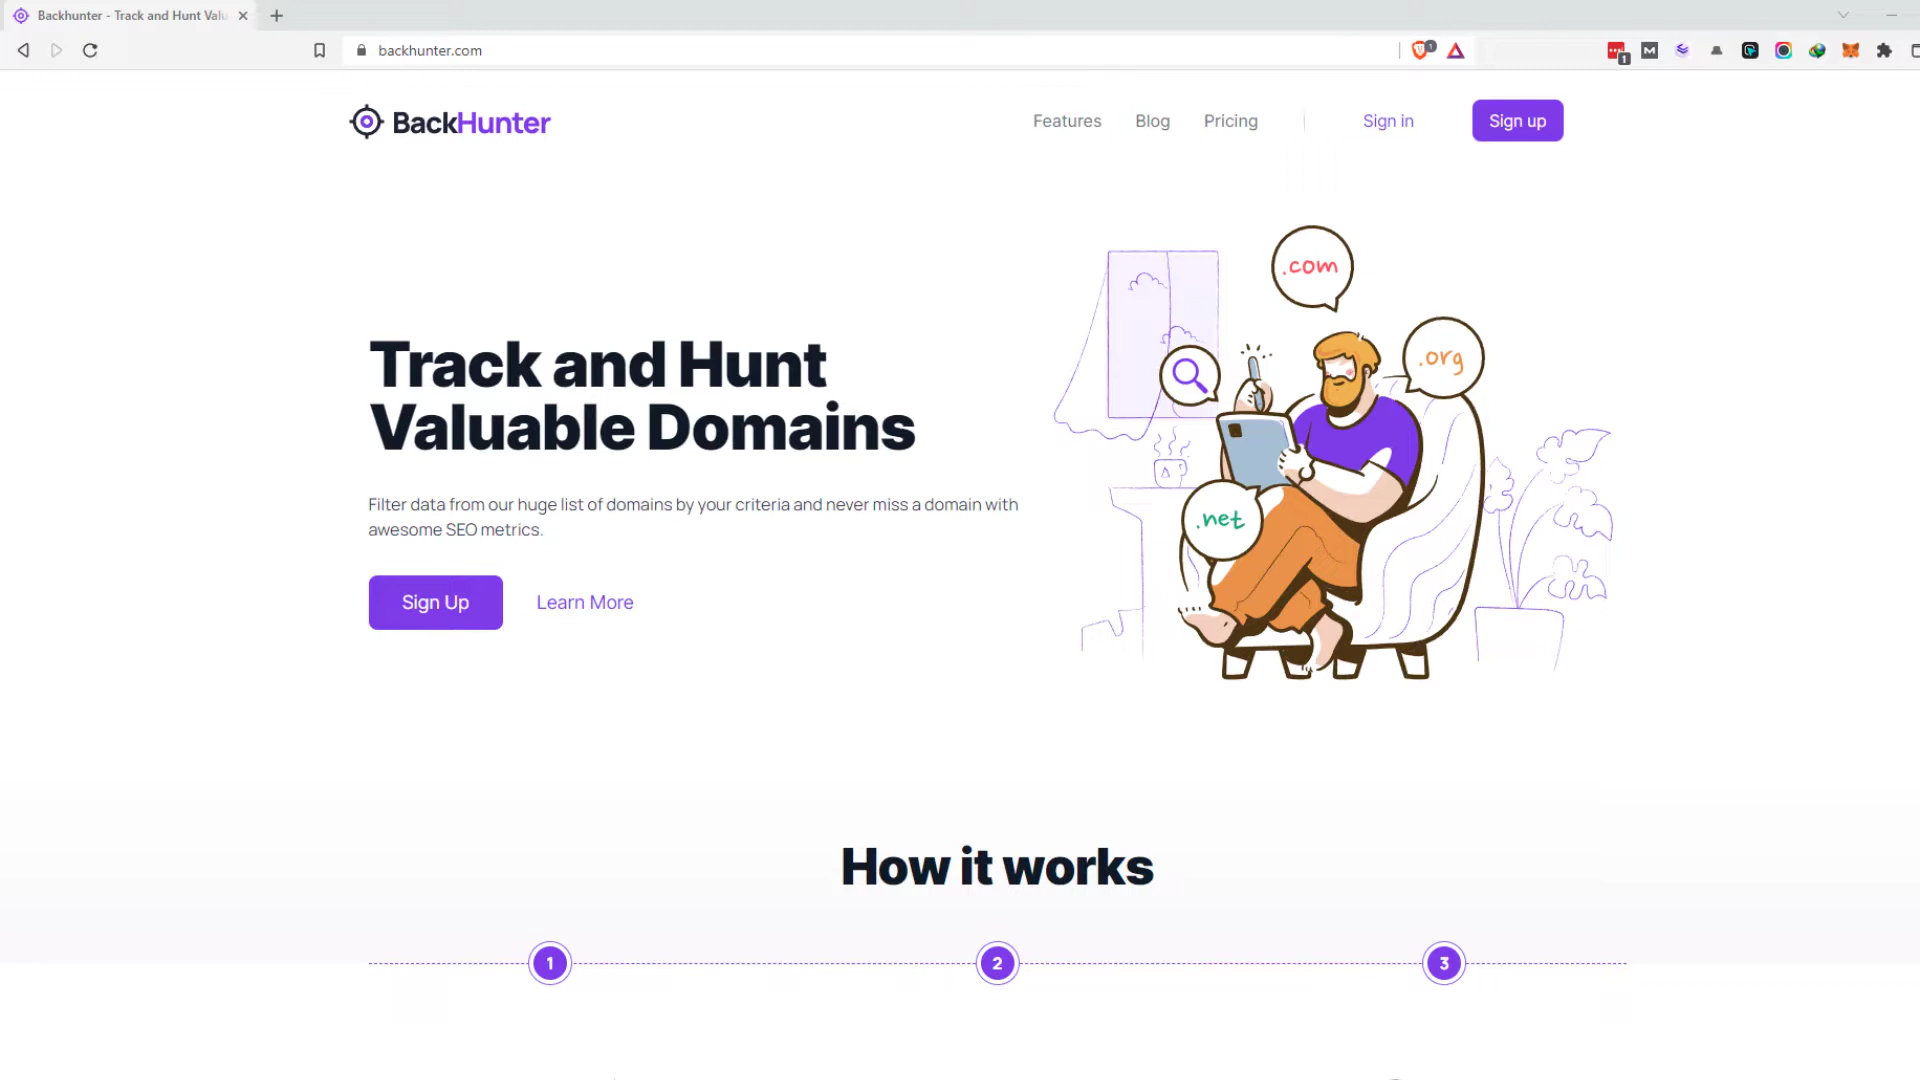 Backhunter - Track and Hunt Valu
backhunter.com
1
1
BackHunter
Features
Blog
Pricing
Sign in
Sign up
.com
.org
.net
Track and Hunt
Valuable Domains
Filter data from our huge list of domains by your criteria and never miss a domain with
awesome SEO metrics.
Sign Up
Learn More
How it works
1
2
3